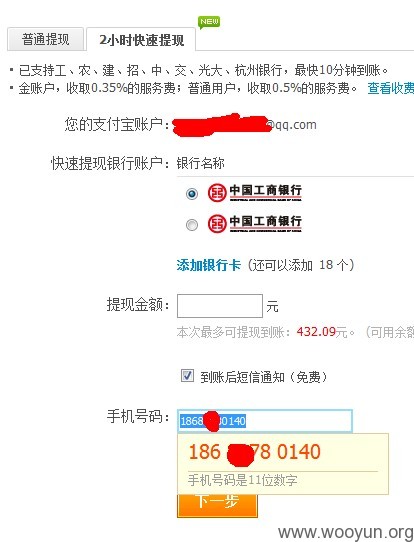 NEW
普通提现 2小时快速提现
已支持工、农、建、招、中、交、光大、杭州银行，最快10分钟到账。
金账户，收取0.35%的服务费；普通用户，收取0.5%的服务费。 查看收费
您的支付宝账户： @qq.com
快速提现银行账户： 银行名称
中国工商银行
中国工商银行
添加银行卡 (还可以添加 18 个)
提现金额： 元
本次最多可提现到账：432.09元。（可用余额
到账后短信通知（免费）
手机号码： 1868 0140
186 78 0140
手机号码是11位数字
下一步
www.wooyun.org